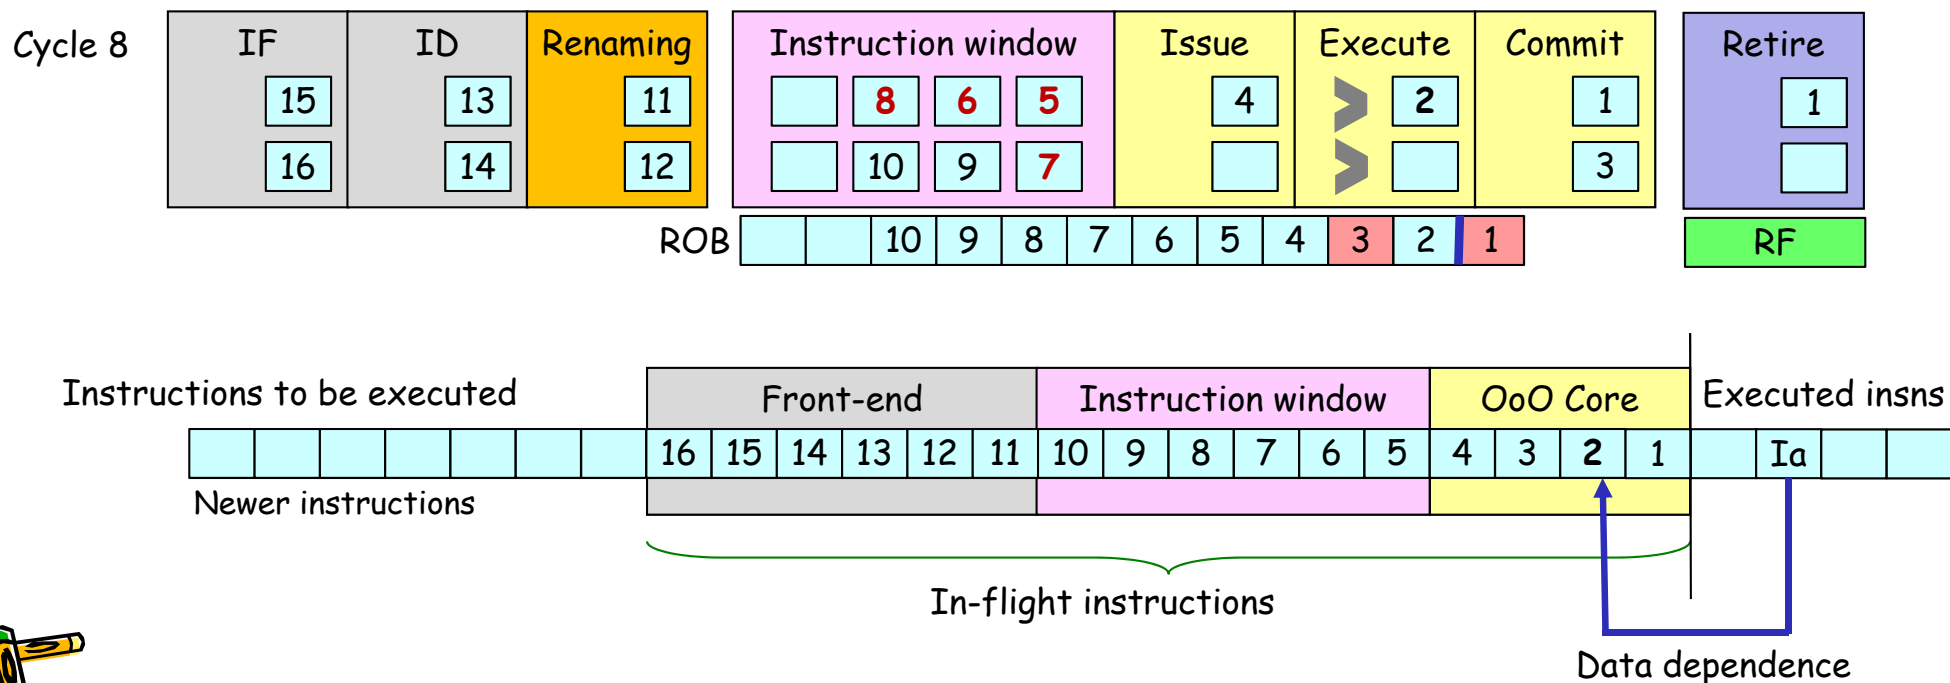 Cycle 8 IF ID Renaming Instruction window Issue Execute Commit Retire
15 13 11 8 6 5 4 2 1 1
16 14 12 10 9 7 3
ROB 10 9 8 7 6 5 4 3 2 1 RF
Instructions to be executed Front-end Instruction window OoO Core Executed insns
16 15 14 13 12 11 10 9 8 7 6 5 4 3 2 1 Ia
Newer instructions
In-flight instructions
Data dependence